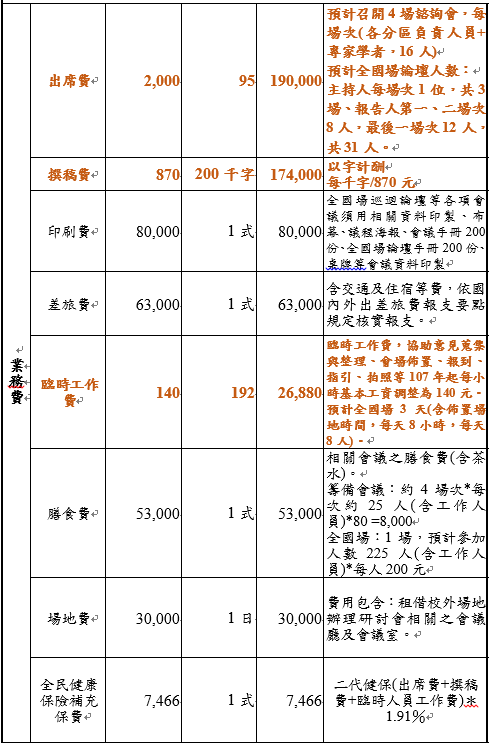 預計召開 4 場諮詢會，每
場次(各分區負責人員+
專家學者，16 人)
預計全國場論壇人數：
主持人每場次 1 位，共 3
場、報告人第一、二場次
8 人，最後一場次 12 人，
共 31 人。
出席費
2,000
95
190,000
撰稿費
870
200 千字
174,000
以字計酬
每千字/870 元
印刷費
80,000
1 式
80,000
全國場巡迴論壇等各項會
議須用相關資料印製、布
幕、議程海報、會議手冊 200
份、全國場論壇手冊 200 份、
桌牌等會議資料印製
差旅費
63,000
1 式
63,000
含交通及住宿等費，依國
內外出差旅費報支要點
規定核實報支。
業
務
費
臨時工作
費
140
192
26,880
臨時工作費，協助意見蒐集
與整理、會場佈置、報到、
指引、拍照等 107 年起每小
時基本工資調整為 140 元。
預計全國場 3 天(含佈置場
地時間，每天 8 小時，每天
8 人)。
膳食費
53,000
1 式
53,000
相關會議之膳食費(含茶
水)。
籌備會議：約 4 場次*每
次約 25 人(含工作人
員)*80 =8,000
全國場：1 場，預計參加
人數 225 人(含工作人
員)*每人 200 元
場地費
30,000
1 日
30,000
費用包含：租借校外場地
辦理研討會相關之會議
廳及會議室。
全民健康
保險補充
保費
7,466
1 式
7,466
二代健保(出席費+撰稿
費+臨時人員工作費)*
1.91%